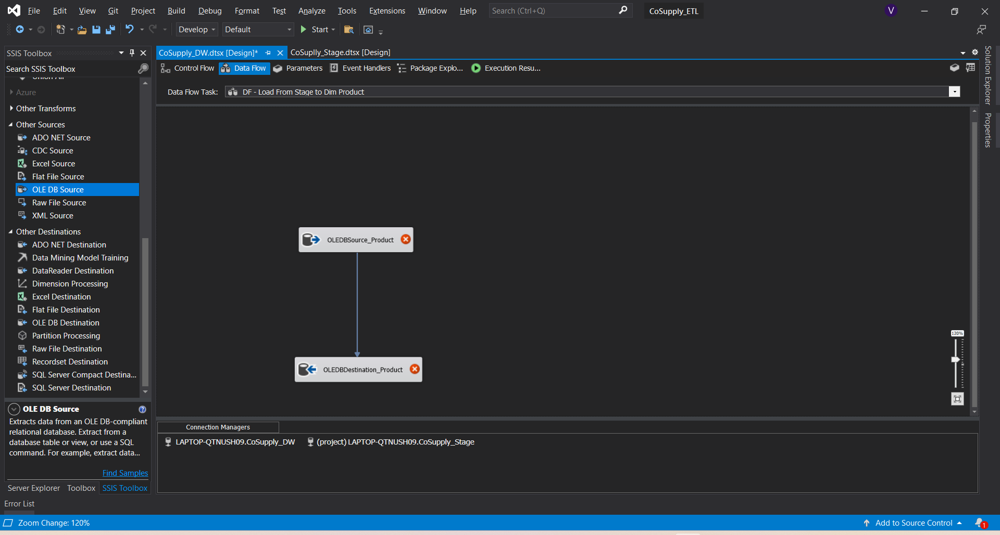 File Edit View Git Project Build Debug Format Test Analyze Tools Extensions Window Help Search (Ctrl+Q) CoSupply_ETL V
Develop Default Start
SSIS Toolbox
Search SSIS Toolbox
Union All
Azure
Other Transforms
Other Sources
ADO NET Source
CDC Source
Excel Source
Flat File Source
OLE DB Source
Raw File Source
XML Source
Other Destinations
ADO NET Destination
Data Mining Model Training
DataReader Destination
Dimension Processing
Excel Destination
Flat File Destination
OLE DB Destination
Partition Processing
Raw File Destination
Recordset Destination
SQL Server Compact Destina...
SQL Server Destination
OLE DB Source
Extracts data from an OLE DB-compliant
relational database. Extract from a
database table or view, or use a SQL
command. For example, extract data...
Find Samples
Server Explorer Toolbox SSIS Toolbox
CoSupply_DW.dtsx [Design]* CoSuplly_Stage.dtsx [Design]
Control Flow Data Flow Parameters Event Handlers Package Explo... Execution Resu...
Data Flow Task: DF - Load From Stage to Dim Product
OLEDBSource_Product
OLEDBDestination_Product
120%
Connection Managers
LAPTOP-QTNUSH09.CoSupply_DW (project) LAPTOP-QTNUSH09.CoSupply_Stage
Solution Explorer
Properties
Error List
Zoom Change: 120% Add to Source Control 1